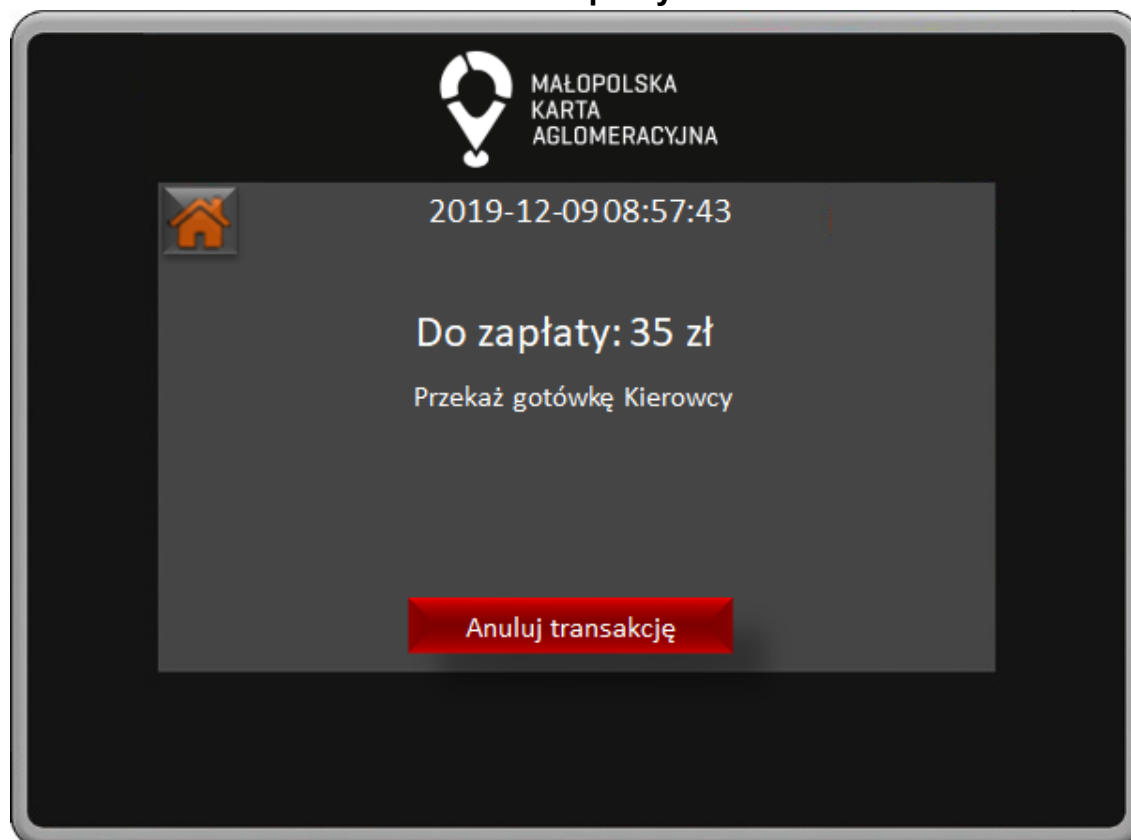 MAŁOPOLSKA
KARTA
AGLOMERACYJNA
2019-12-09 08:57:43
Do zapłaty: 35 zł
Przekaż gotówkę Kierowcy
Anuluj transakcję